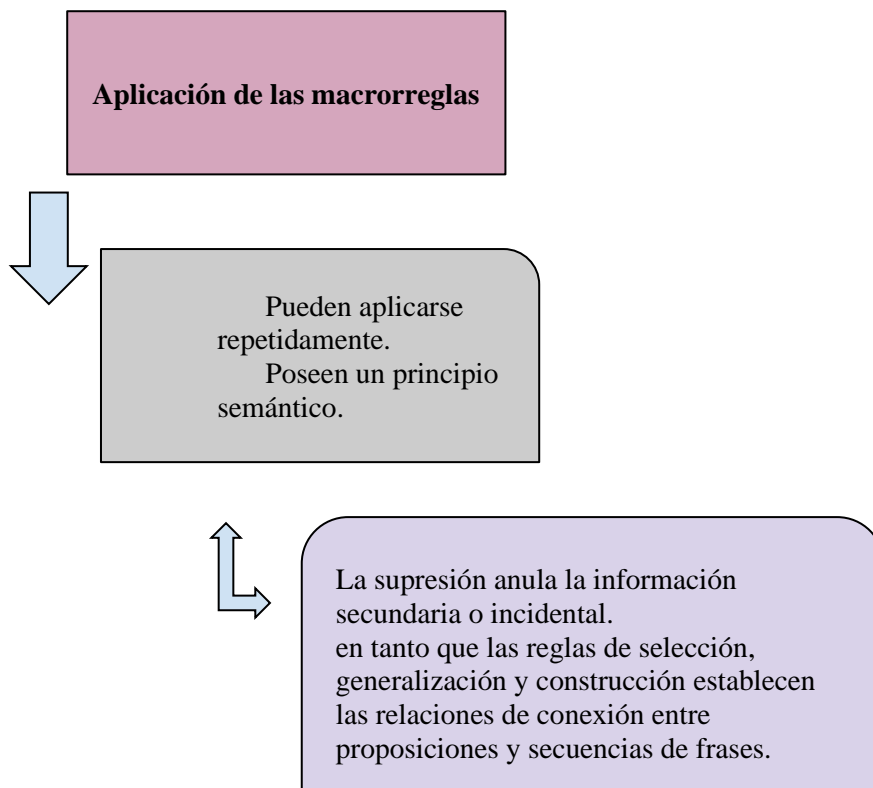 Aplicación de las macrorreglas
Pueden aplicarse
repetidamente.
Poseen un principio
semántico.
La supresión anula la información
secundaria o incidental.
en tanto que las reglas de selección,
generalización y construcción establecen
las relaciones de conexión entre
proposiciones y secuencias de frases.